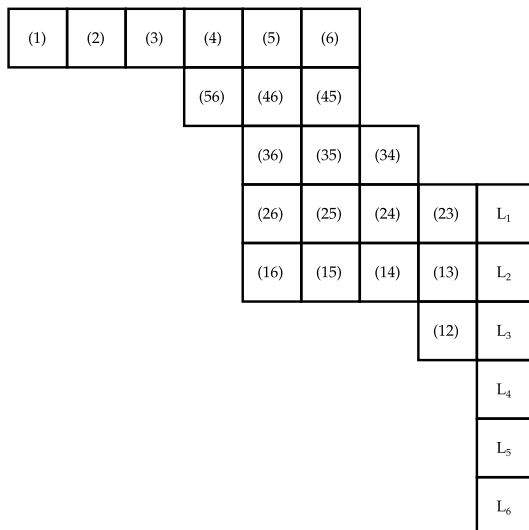 (1) (2) (3) (4) (5) (6)
(56) (46) (45)
(36) (35) (34)
(26) (25) (24) (23) L₁
(16) (15) (14) (13) L₂
(12) L₃
L₄
L₅
L₆